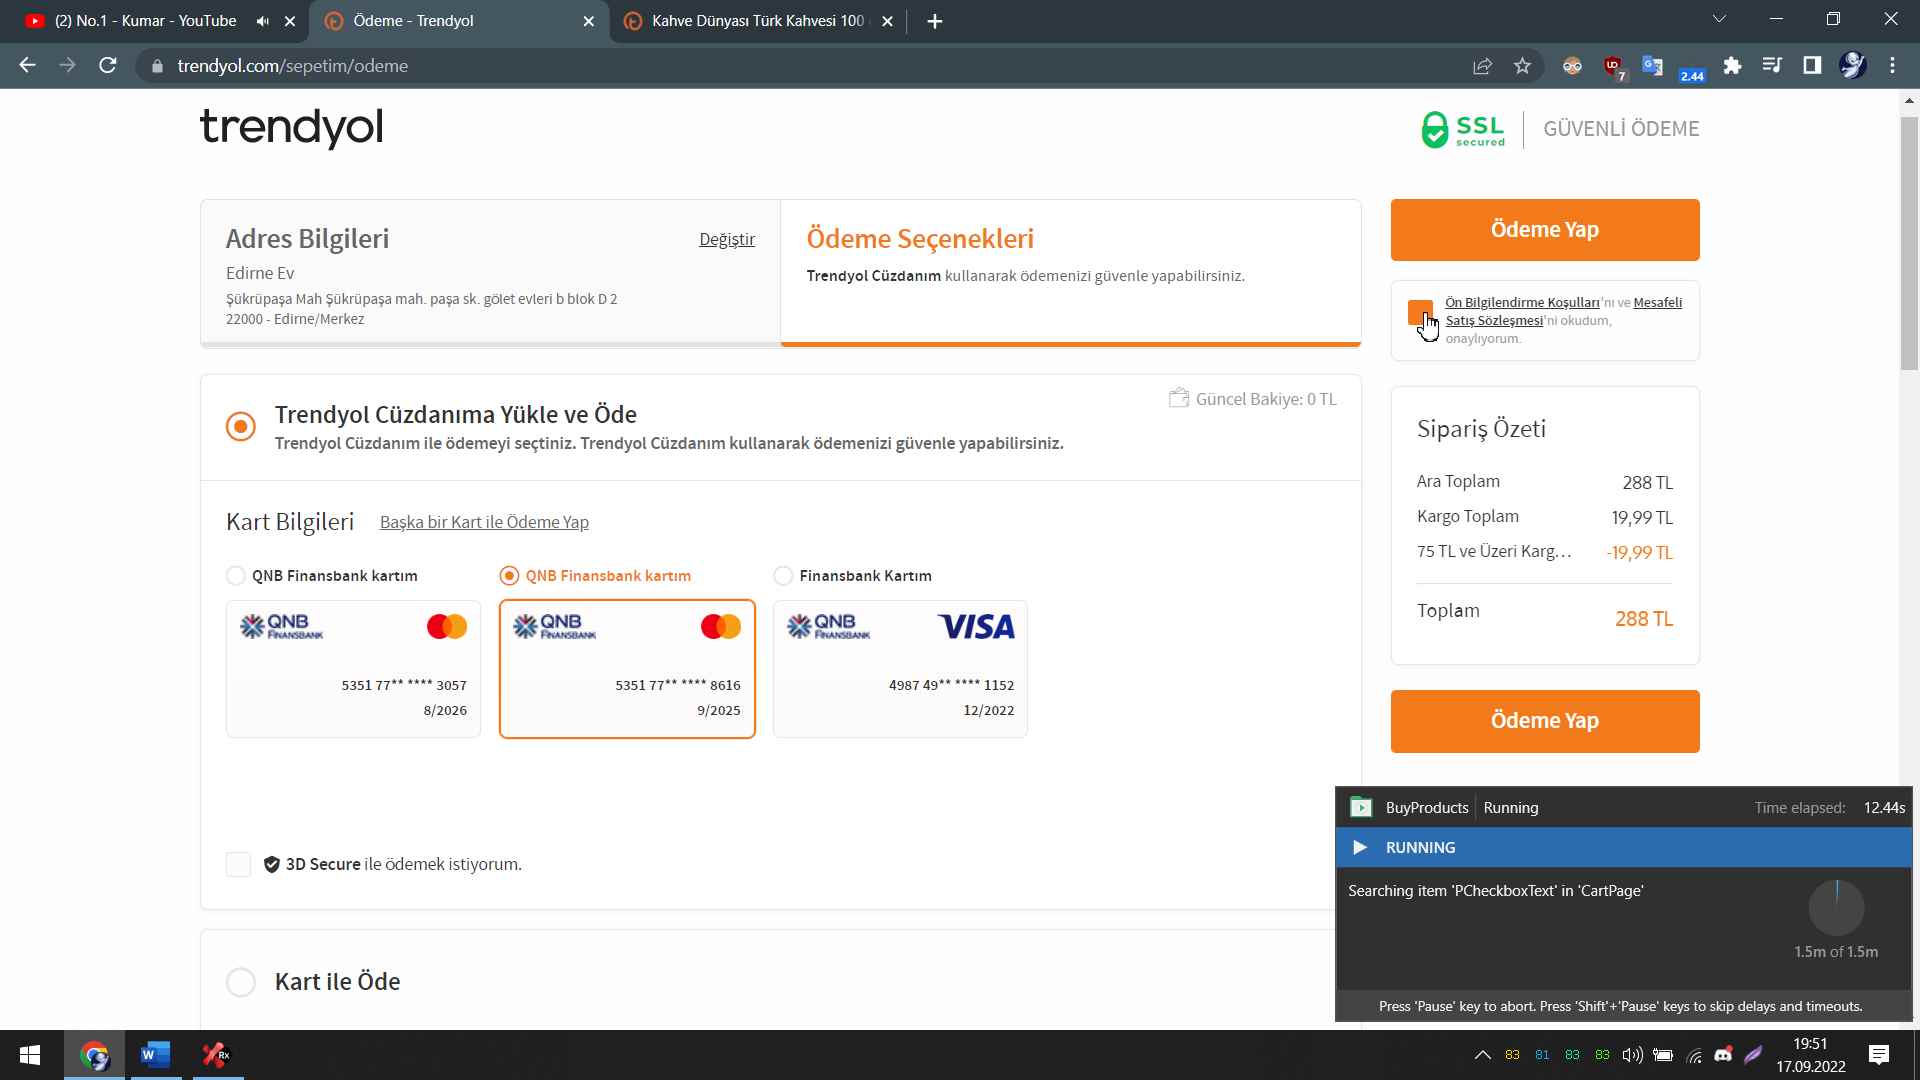 (2) No.1 - Kumar - YouTube
Ödeme - Trendyol
Kahve Dünyası Türk Kahvesi 100
trendyol.com/sepetim/odeme
7
2.44
trendyol
SSL
secured
GÜVENLİ ÖDEME
Adres Bilgileri
Değiştir
Edirne Ev
Şükrüpaşa Mah Şükrüpaşa mah. paşa sk. gölet evleri b blok D 2
22000 - Edirne/Merkez
Ödeme Seçenekleri
Trendyol Cüzdanım kullanarak ödemenizi güvenle yapabilirsiniz.
Ödeme Yap
Ön Bilgilendirme Koşulları'nı ve Mesafeli
Satış Sözleşmesi'ni okudum,
onaylıyorum.
Trendyol Cüzdanıma Yükle ve Öde
Güncel Bakiye: 0 TL
Trendyol Cüzdanım ile ödemeyi seçtiniz. Trendyol Cüzdanım kullanarak ödemenizi güvenle yapabilirsiniz.
Kart Bilgileri
Başka bir Kart ile Ödeme Yap
QNB Finansbank kartım
QNB
FİNANSBANK
5351 77** **** 3057
8/2026
QNB Finansbank kartım
QNB
FİNANSBANK
5351 77** **** 8616
9/2025
Finansbank Kartım
QNB
FİNANSBANK
VISA
4987 49** **** 1152
12/2022
3D Secure ile ödemek istiyorum.
Kart ile Öde
Sipariş Özeti
Ara Toplam 288 TL
Kargo Toplam 19,99 TL
75 TL ve Üzeri Karg... -19,99 TL
Toplam 288 TL
Ödeme Yap
BuyProducts Running Time elapsed: 12.44s
RUNNING
Searching item 'PCheckboxText' in 'CartPage'
1.5m of 1.5m
Press 'Pause' key to abort. Press 'Shift'+'Pause' keys to skip delays and timeouts.
W
Rx
83 81 83 83
19:51
17.09.2022